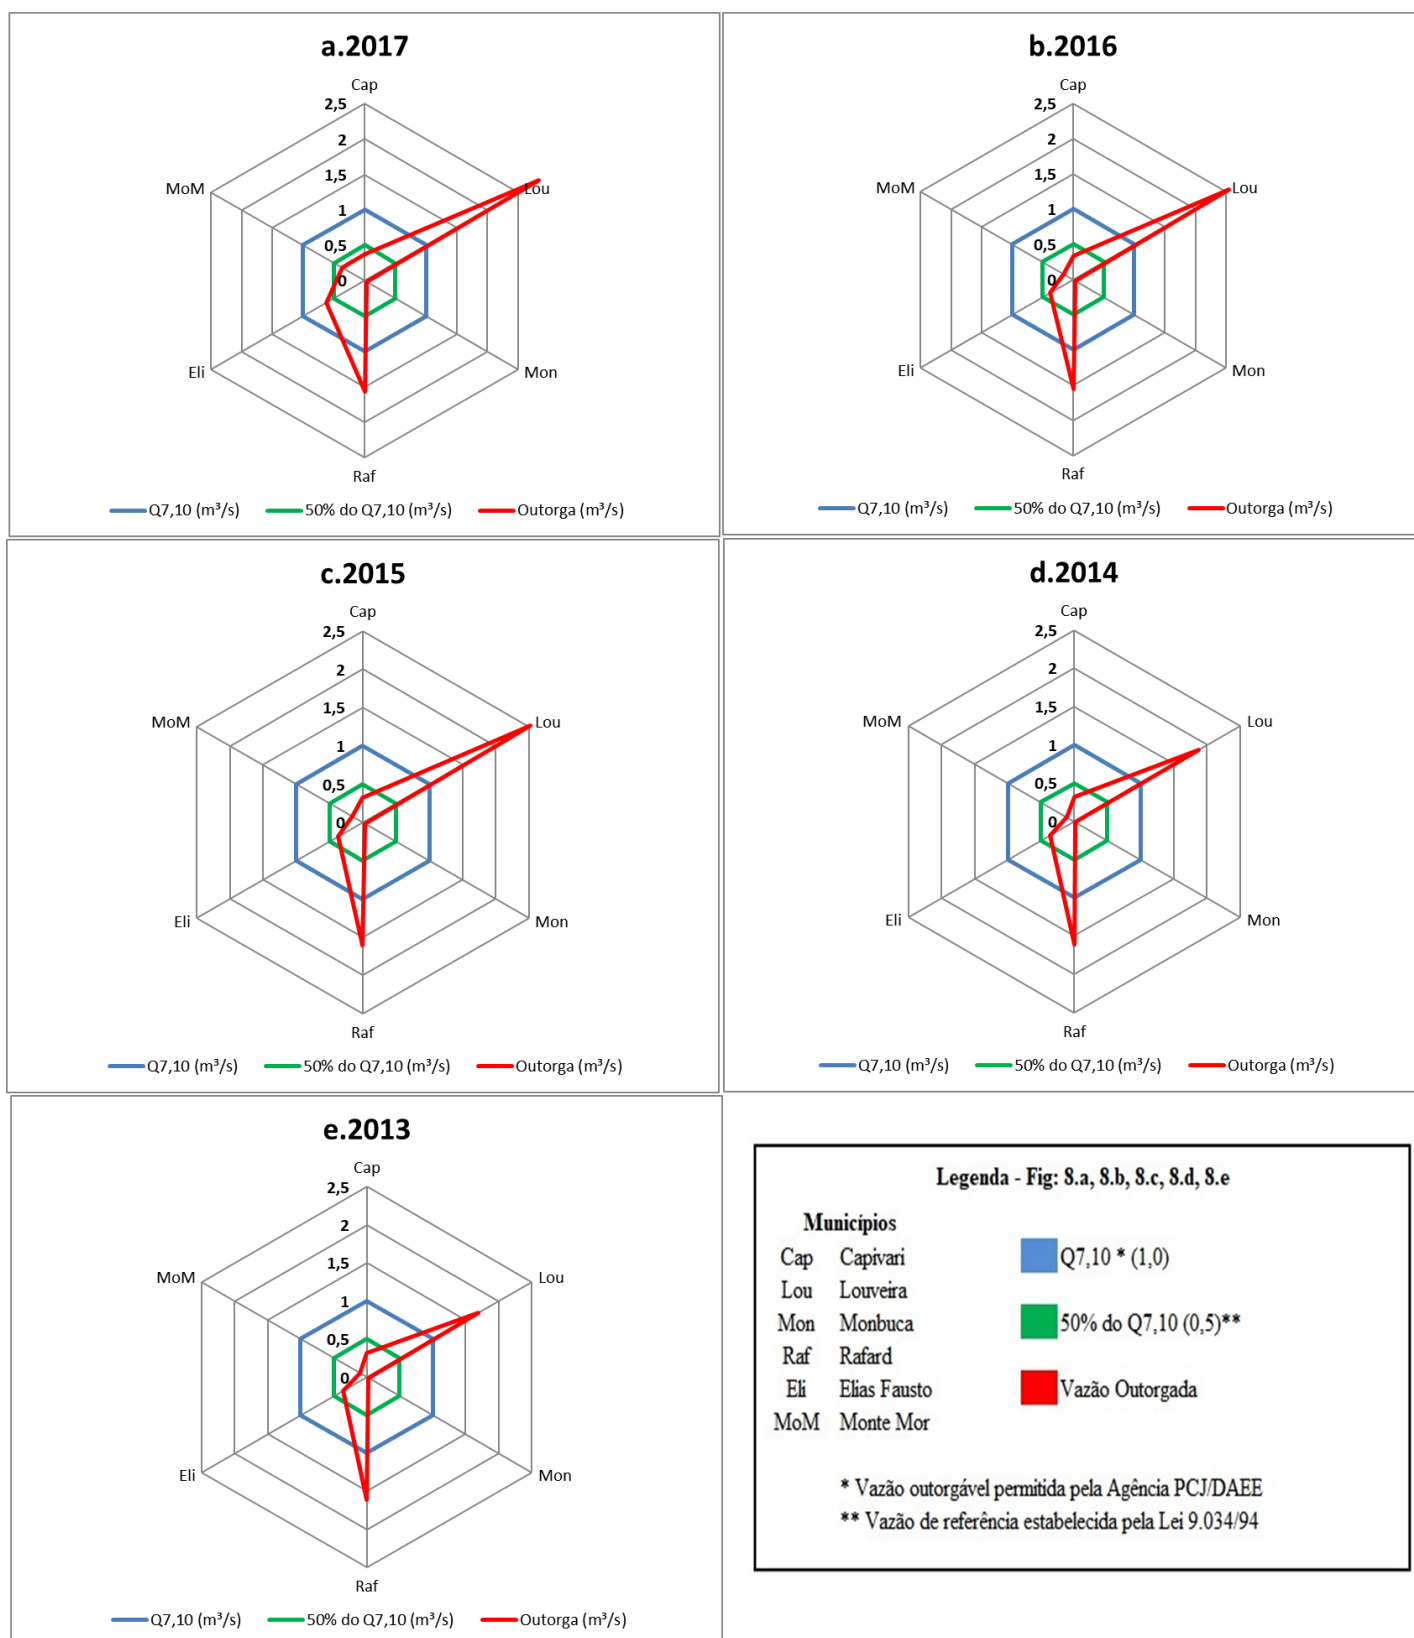 a.2017
Cap
2,5
2
1,5
1
0,5
0
Lou
Mon
Raf
Eli
MoM
Q7,10 (m³/s) 50% do Q7,10 (m³/s) Outorga (m³/s)
b.2016
Cap
2,5
2
1,5
1
0,5
0
Lou
Mon
Raf
Eli
MoM
Q7,10 (m³/s) 50% do Q7,10 (m³/s) Outorga (m³/s)
c.2015
Cap
2,5
2
1,5
1
0,5
0
Lou
Mon
Raf
Eli
MoM
Q7,10 (m³/s) 50% do Q7,10 (m³/s) Outorga (m³/s)
d.2014
Cap
2,5
2
1,5
1
0,5
0
Lou
Mon
Raf
Eli
MoM
Q7,10 (m³/s) 50% do Q7,10 (m³/s) Outorga (m³/s)
e.2013
Cap
2,5
2
1,5
1
0,5
0
Lou
Mon
Raf
Eli
MoM
Q7,10 (m³/s) 50% do Q7,10 (m³/s) Outorga (m³/s)
Legenda - Fig: 8.a, 8.b, 8.c, 8.d, 8.e
Municípios
Cap Capivari
Lou Louveira
Mon Monbuca
Raf Rafard
Eli Elias Fausto
MoM Monte Mor
Q7,10 * (1,0)
50% do Q7,10 (0,5)**
Vazão Outorgada
* Vazão outorgável permitida pela Agência PCJ/DAEE
** Vazão de referência estabelecida pela Lei 9.034/94